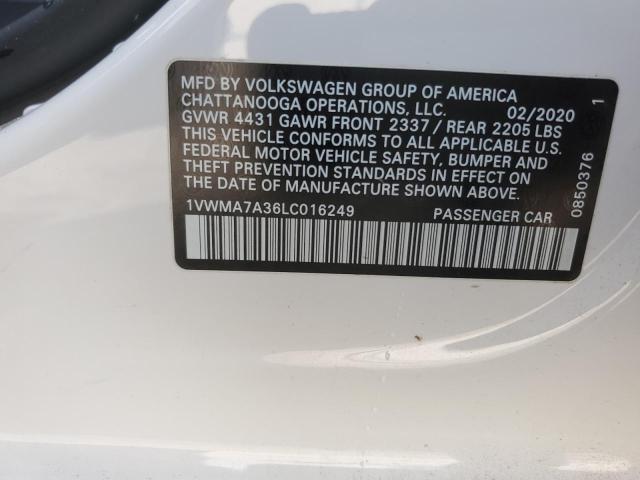 MFD BY VOLKSWAGEN GROUP OF AMERICA
CHATTANOOGA OPERATIONS, LLC. 02/2020
GVWR 4431 GAWR FRONT 2337 / REAR 2205 LBS
THIS VEHICLE CONFORMS TO ALL APPLICABLE U.S.
FEDERAL MOTOR VEHICLE SAFETY, BUMPER AND
THEFT PREVENTION STANDARDS IN EFFECT ON
THE DATE OF MANUFACTURE SHOWN ABOVE.
1VWMA7A36LC016249 PASSENGER CAR
0850376 1